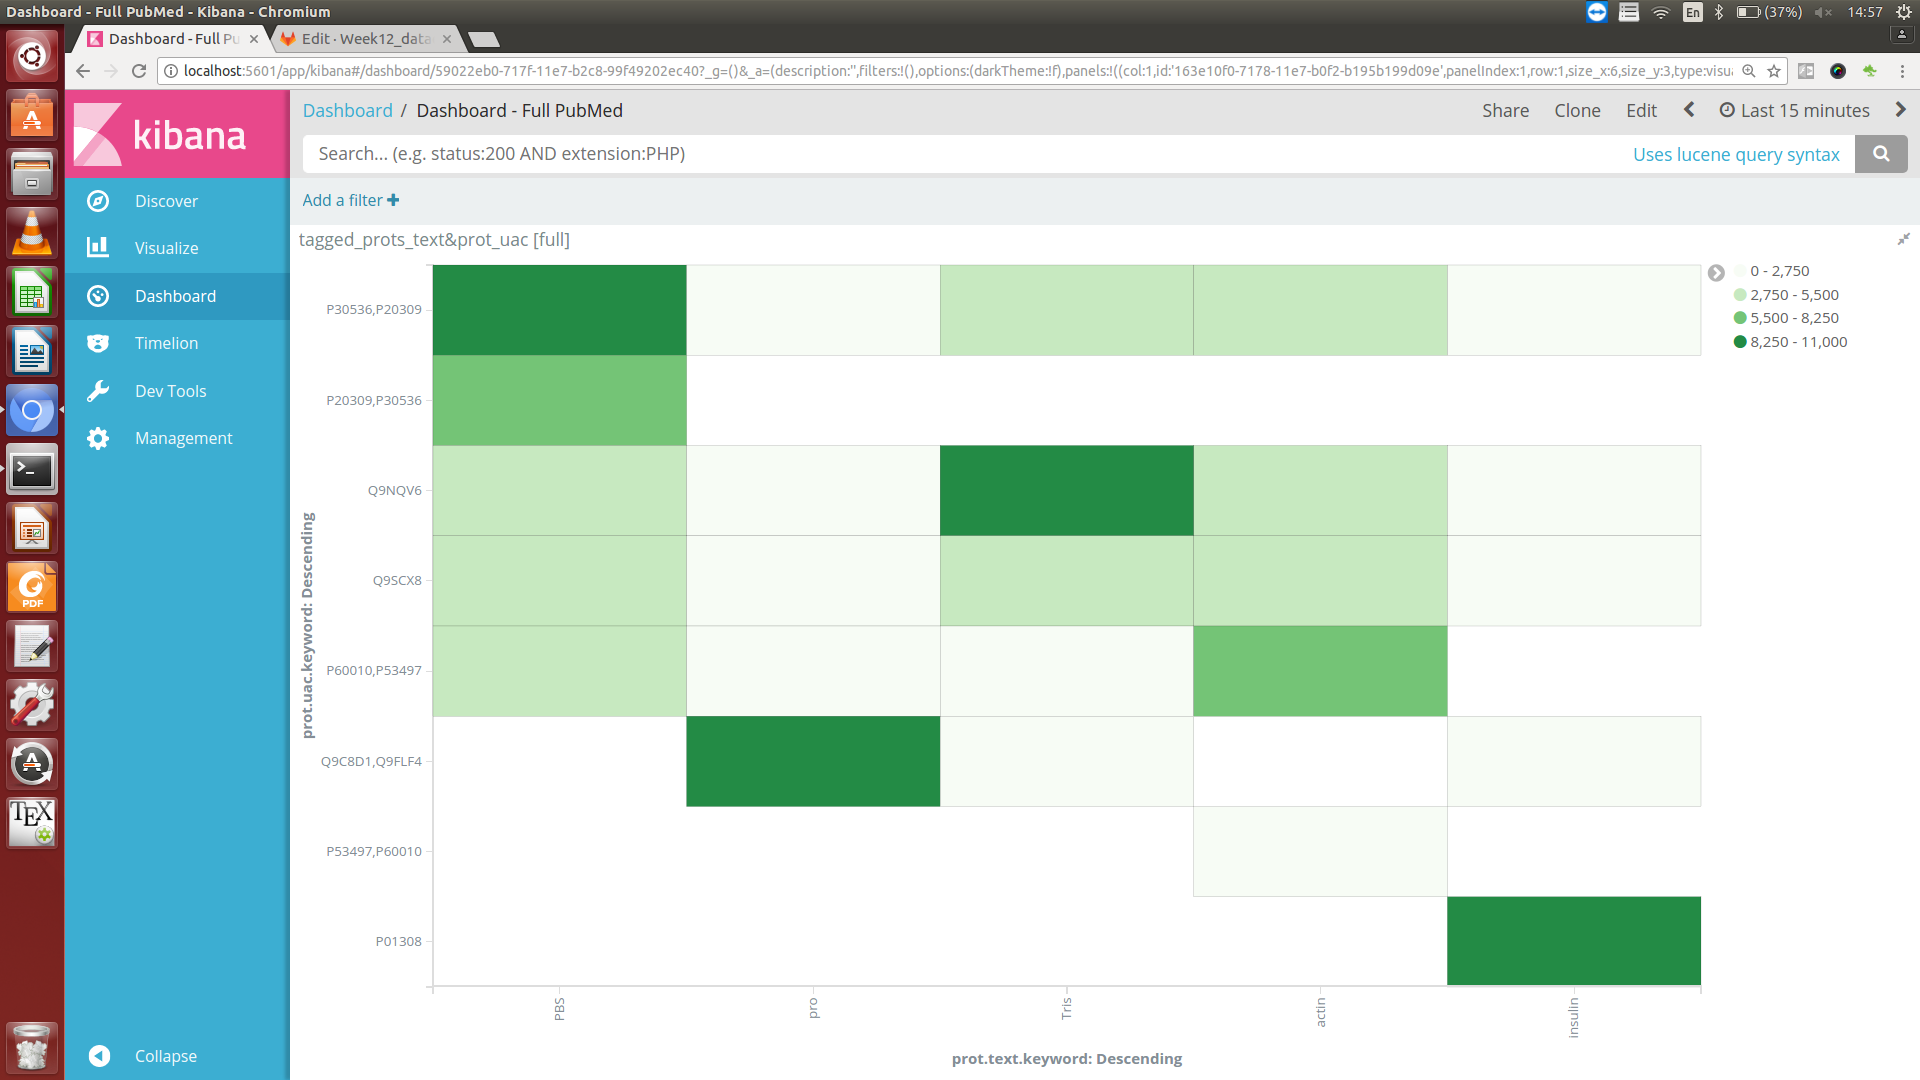 Dashboard - Full PubMed - Kibana - Chromium
En
(37%)
14:57
Dashboard - Full Pu
Edit · Week12_data
localhost:5601/app/kibana#/dashboard/59022eb0-717f-11e7-b2c8-99f49202ec40?_g=()&_a=(description:'',filters:!(),options:(darkTheme:!f),panels:!((col:1,id:'163e10f0-7178-11e7-b0f2-b195b199d09e',panelIndex:1,row:1,size_x:6,size_y:3,type:visua
kibana
Discover
Visualize
Dashboard
Timelion
Dev Tools
Management
Collapse
Dashboard / Dashboard - Full PubMed
Share
Clone
Edit
Last 15 minutes
Search... (e.g. status:200 AND extension:PHP)
Uses lucene query syntax
Add a filter
tagged_prots_text&prot_uac [full]
0 - 2,750
2,750 - 5,500
5,500 - 8,250
8,250 - 11,000
prot.uac.keyword: Descending
P30536,P20309
P20309,P30536
Q9NQV6
Q9SCX8
P60010,P53497
Q9C8D1,Q9FLF4
P53497,P60010
P01308
PBS
pro
Tris
actin
insulin
prot.text.keyword: Descending
PDF
TEX